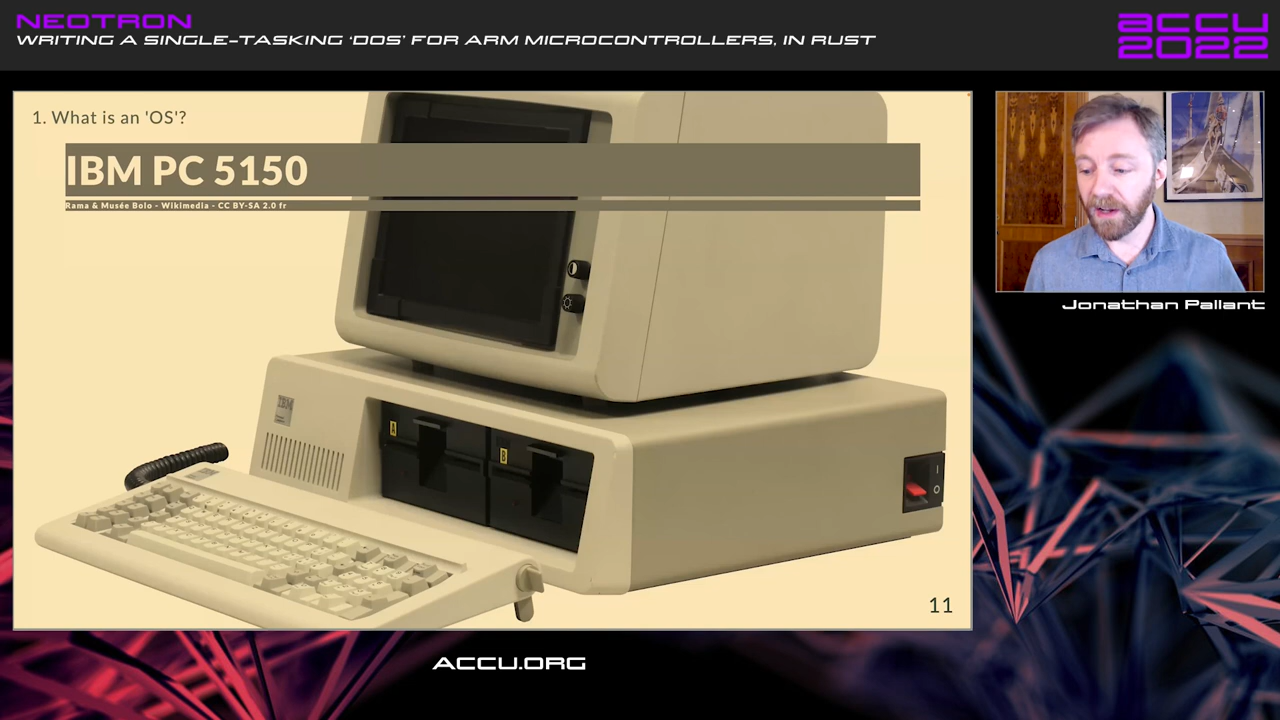 NEOTRON
WRITING A SINGLE-TASKING 'DOS' FOR ARM MICROCONTROLLERS, IN RUST
ACCU
2022
1. What is an 'OS'?
IBM PC 5150
Rama & Musée Bolo - Wikimedia - CC BY-SA 2.0 fr
IBM
A
B
11
Jonathan Pallant
ACCU.ORG